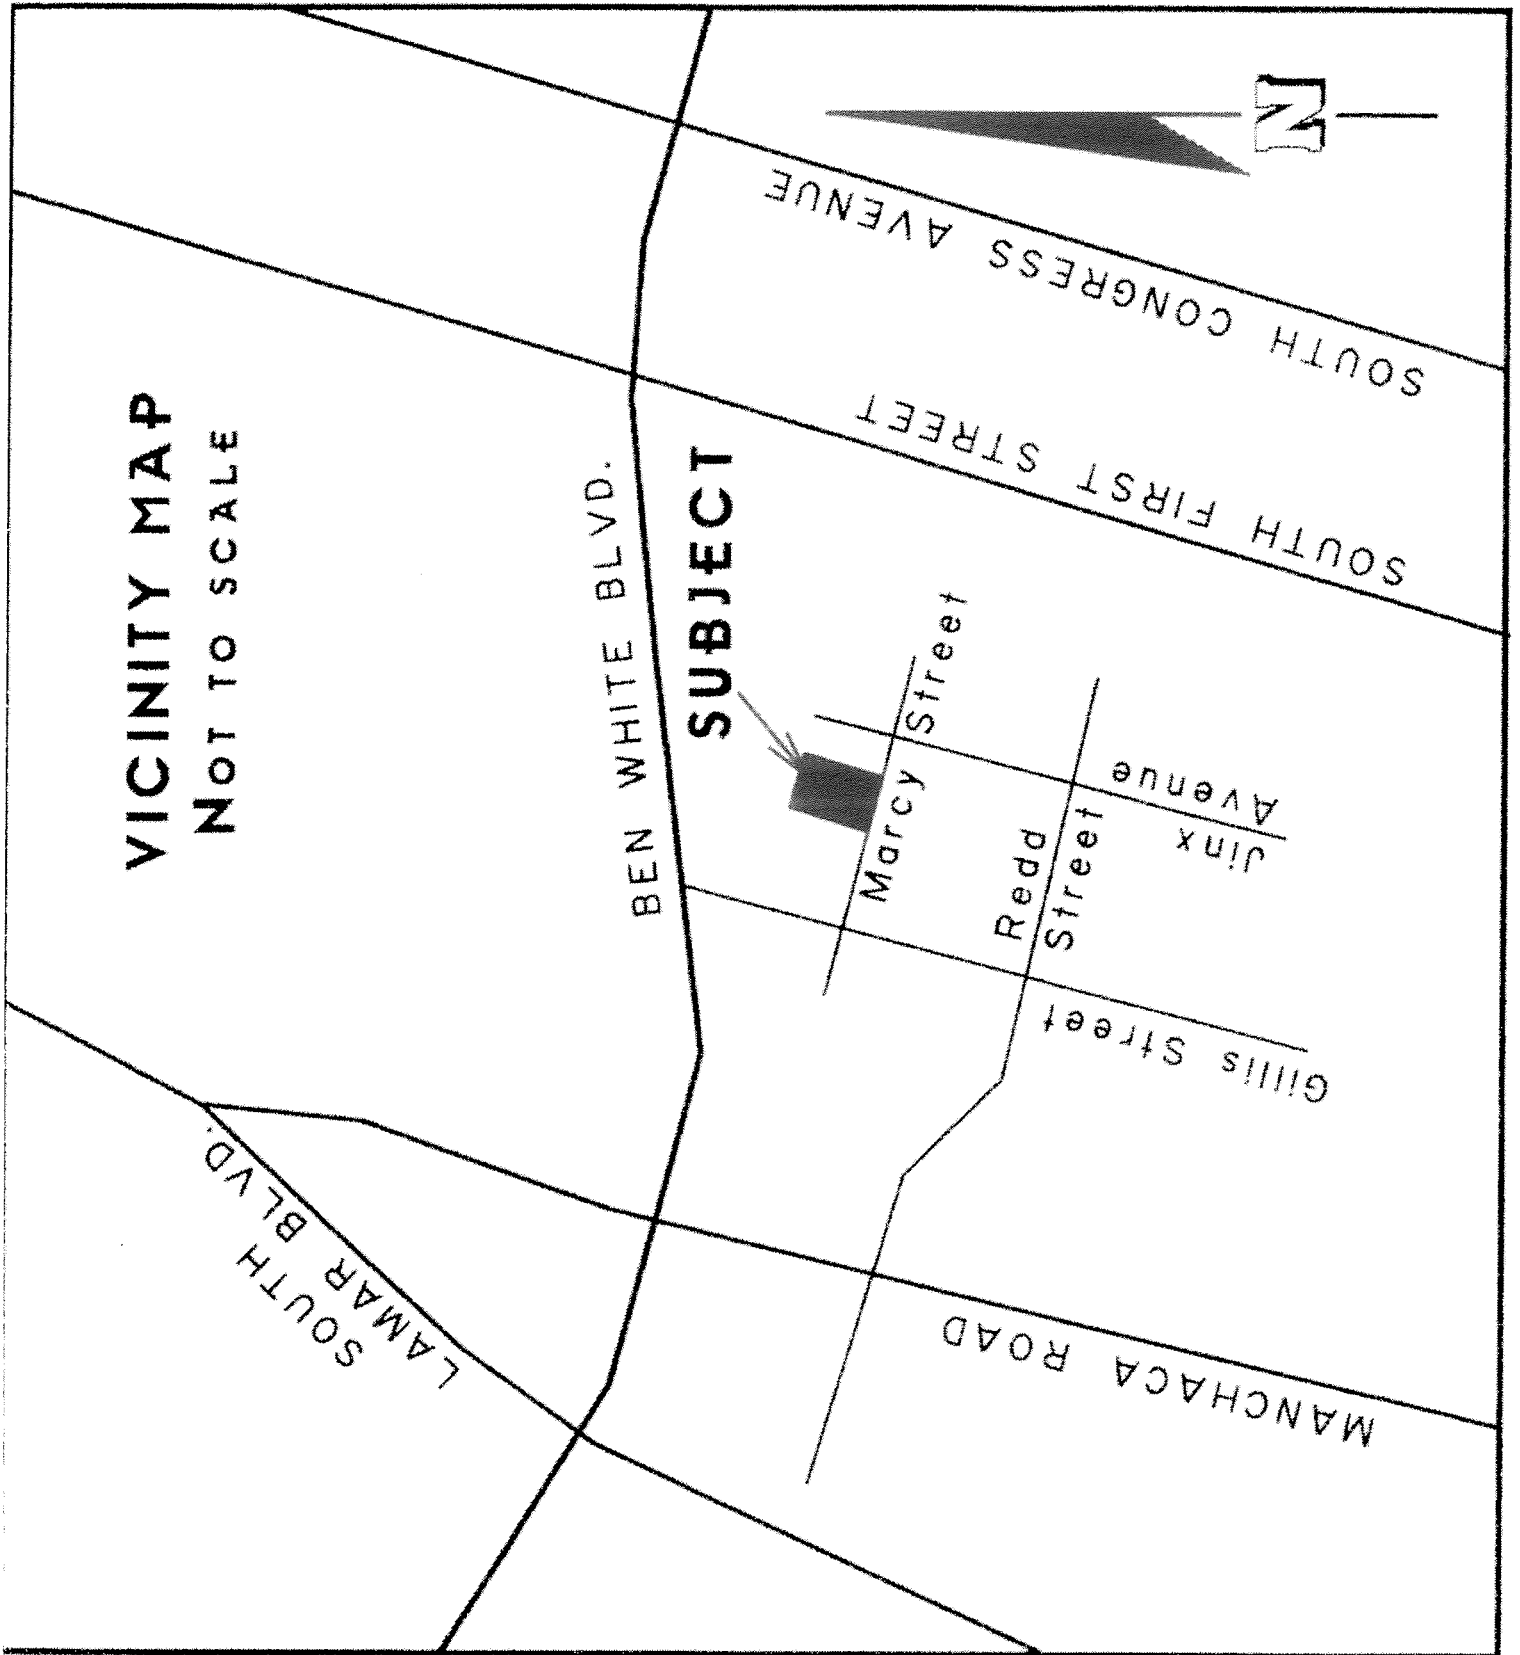 VICINITY MAP
NOT TO SCALE
N
BEN WHITE BLVD.
SUBJECT
SOUTH
LAMAR BLVD.
MANCHACA ROAD
Gillis Street
Marcy Street
Redd
Street
Jinx
Avenue
SOUTH FIRST STREET
SOUTH CONGRESS AVENUE